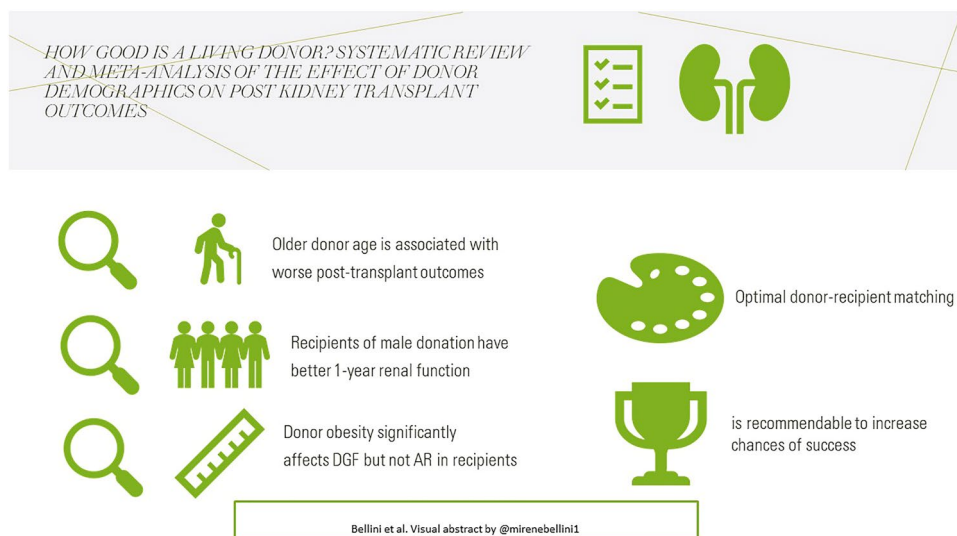 HOW GOOD IS A LIVING DONOR? SYSTEMATIC REVIEW
AND META-ANALYSIS OF THE EFFECT OF DONOR
DEMOGRAPHICS ON POST KIDNEY TRANSPLANT
OUTCOMES
Older donor age is associated with
worse post-transplant outcomes
Recipients of male donation have
better 1-year renal function
Donor obesity significantly
affects DGF but not AR in recipients
Optimal donor-recipient matching
is recommendable to increase
chances of success
Bellini et al. Visual abstract by @mirenebellini1